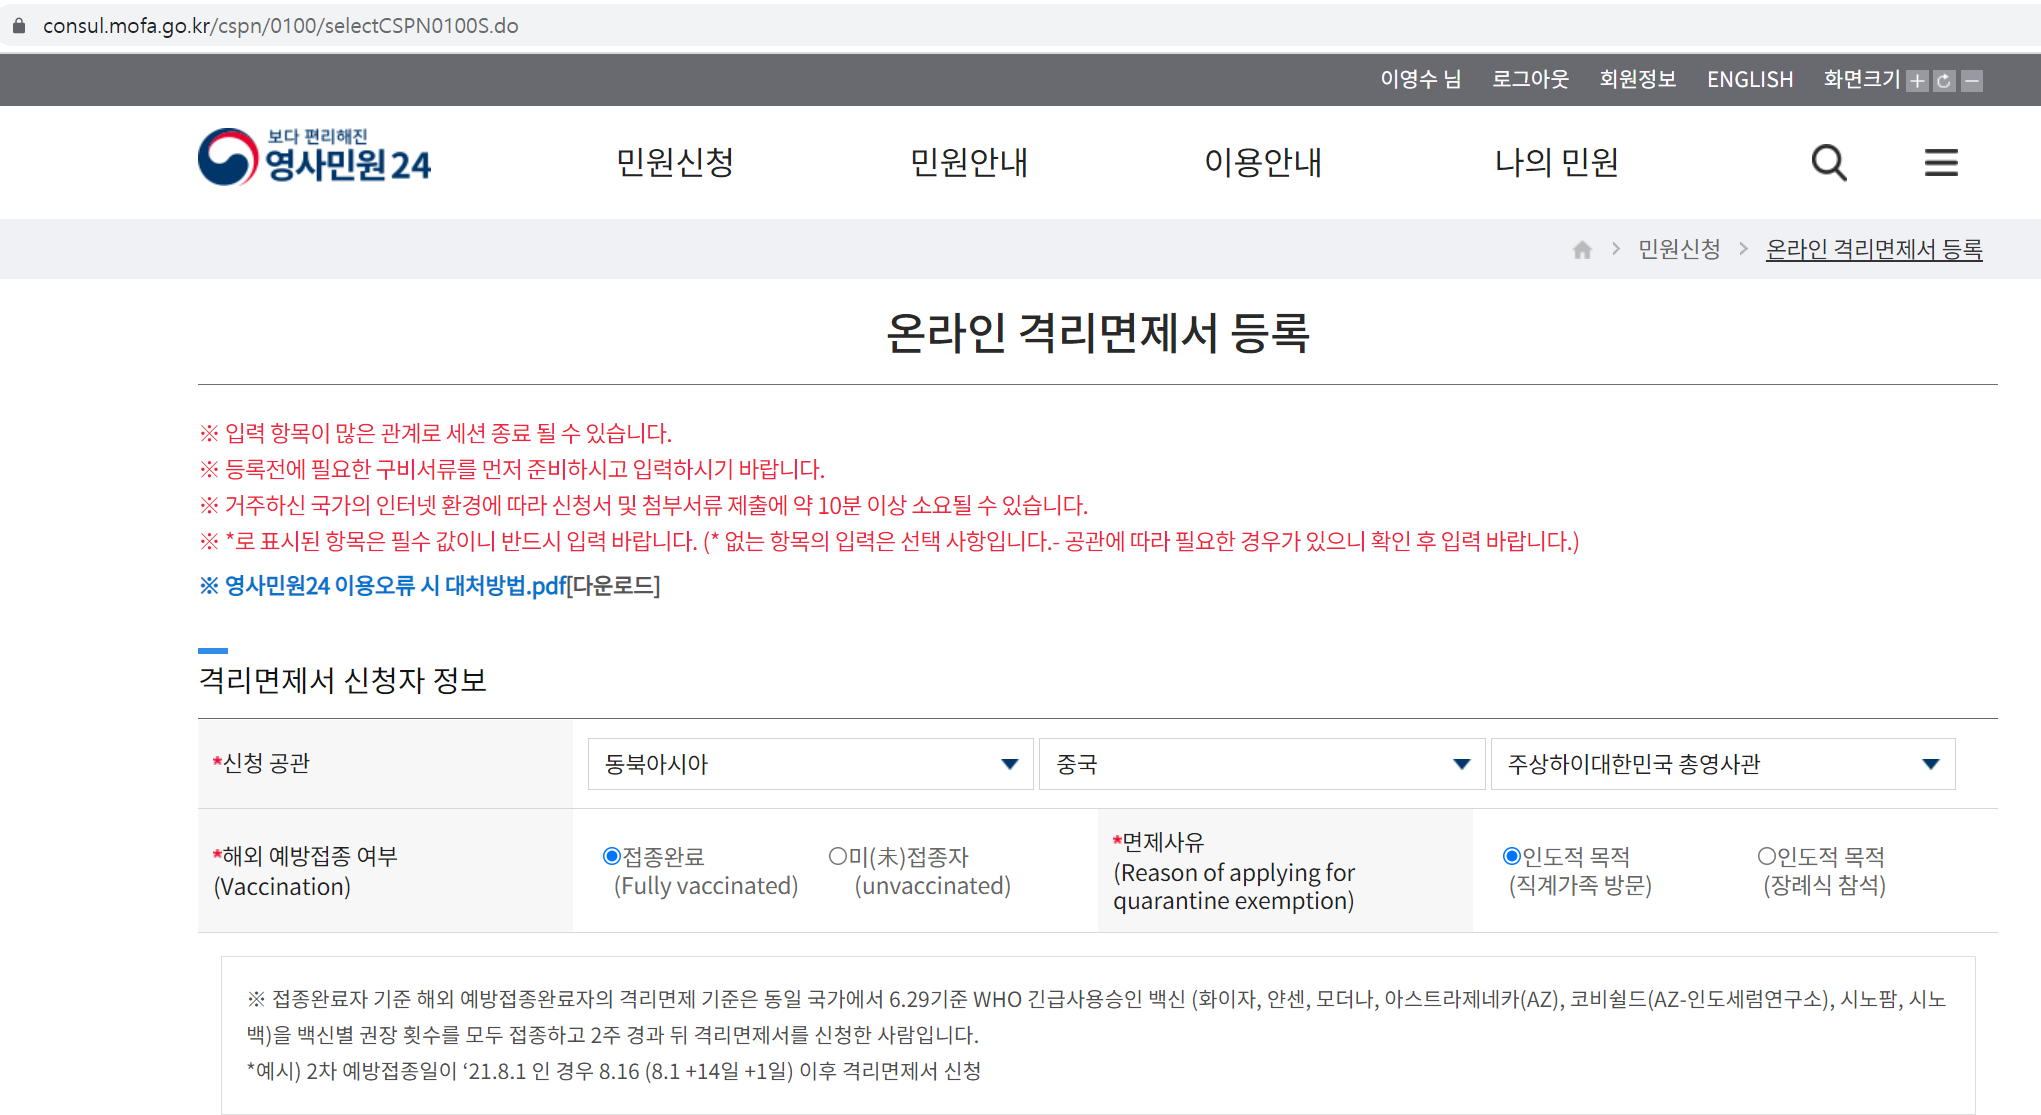 consul.mofa.go.kr/cspn/0100/selectCSPN0100S.do
이영수 님 로그아웃 회원정보 ENGLISH 화면크기
보다 편리해진
영사민원24
민원신청 민원안내 이용안내 나의 민원
민원신청 > 온라인 격리면제서 등록
온라인 격리면제서 등록
※ 입력 항목이 많은 관계로 세션 종료 될 수 있습니다.
※ 등록전에 필요한 구비서류를 먼저 준비하시고 입력하시기 바랍니다.
※ 거주하신 국가의 인터넷 환경에 따라 신청서 및 첨부서류 제출에 약 10분 이상 소요될 수 있습니다.
※ *로 표시된 항목은 필수 값이니 반드시 입력 바랍니다. (* 없는 항목의 입력은 선택 사항입니다.- 공관에 따라 필요한 경우가 있으니 확인 후 입력 바랍니다.)
※ 영사민원24 이용오류 시 대처방법.pdf[다운로드]
격리면제서 신청자 정보
*신청 공관 동북아시아 중국 주상하이대한민국 총영사관
*해외 예방접종 여부
(Vaccination)
접종완료
(Fully vaccinated)
미(未)접종자
(unvaccinated)
*면제사유
(Reason of applying for
quarantine exemption)
인도적 목적
(직계가족 방문)
인도적 목적
(장례식 참석)
※ 접종완료자 기준 해외 예방접종완료자의 격리면제 기준은 동일 국가에서 6.29기준 WHO 긴급사용승인 백신 (화이자, 얀센, 모더나, 아스트라제네카(AZ), 코비쉴드(AZ-인도세럼연구소), 시노팜, 시노
백)을 백신별 권장 횟수를 모두 접종하고 2주 경과 뒤 격리면제서를 신청한 사람입니다.
*예시) 2차 예방접종일이 ‘21.8.1 인 경우 8.16 (8.1 +14일 +1일) 이후 격리면제서 신청